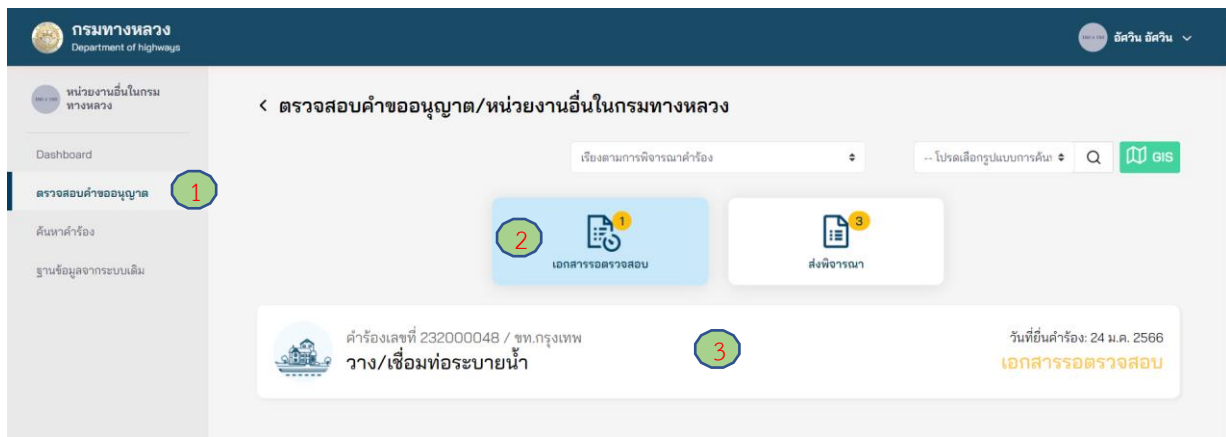 กรมทางหลวง
Department of highways
อัศวิน อัศวิน
หน่วยงานอื่นในกรม
ทางหลวง
< ตรวจสอบคำขออนุญาต/หน่วยงานอื่นในกรมทางหลวง
Dashboard
เรียงตามการพิจารณาคำร้อง
-- โปรดเลือกรูปแบบการค้น
GIS
ตรวจสอบคำขออนุญาต
1
ค้นหาคำร้อง
ฐานข้อมูลจากระบบเดิม
2
1
เอกสารรอตรวจสอบ
3
ส่งพิจารณา
คำร้องเลขที่ 232000048 / ขท.กรุงเทพ
วาง/เชื่อมท่อระบายน้ำ
3
วันที่ยื่นคำร้อง: 24 ม.ค. 2566
เอกสารรอตรวจสอบ